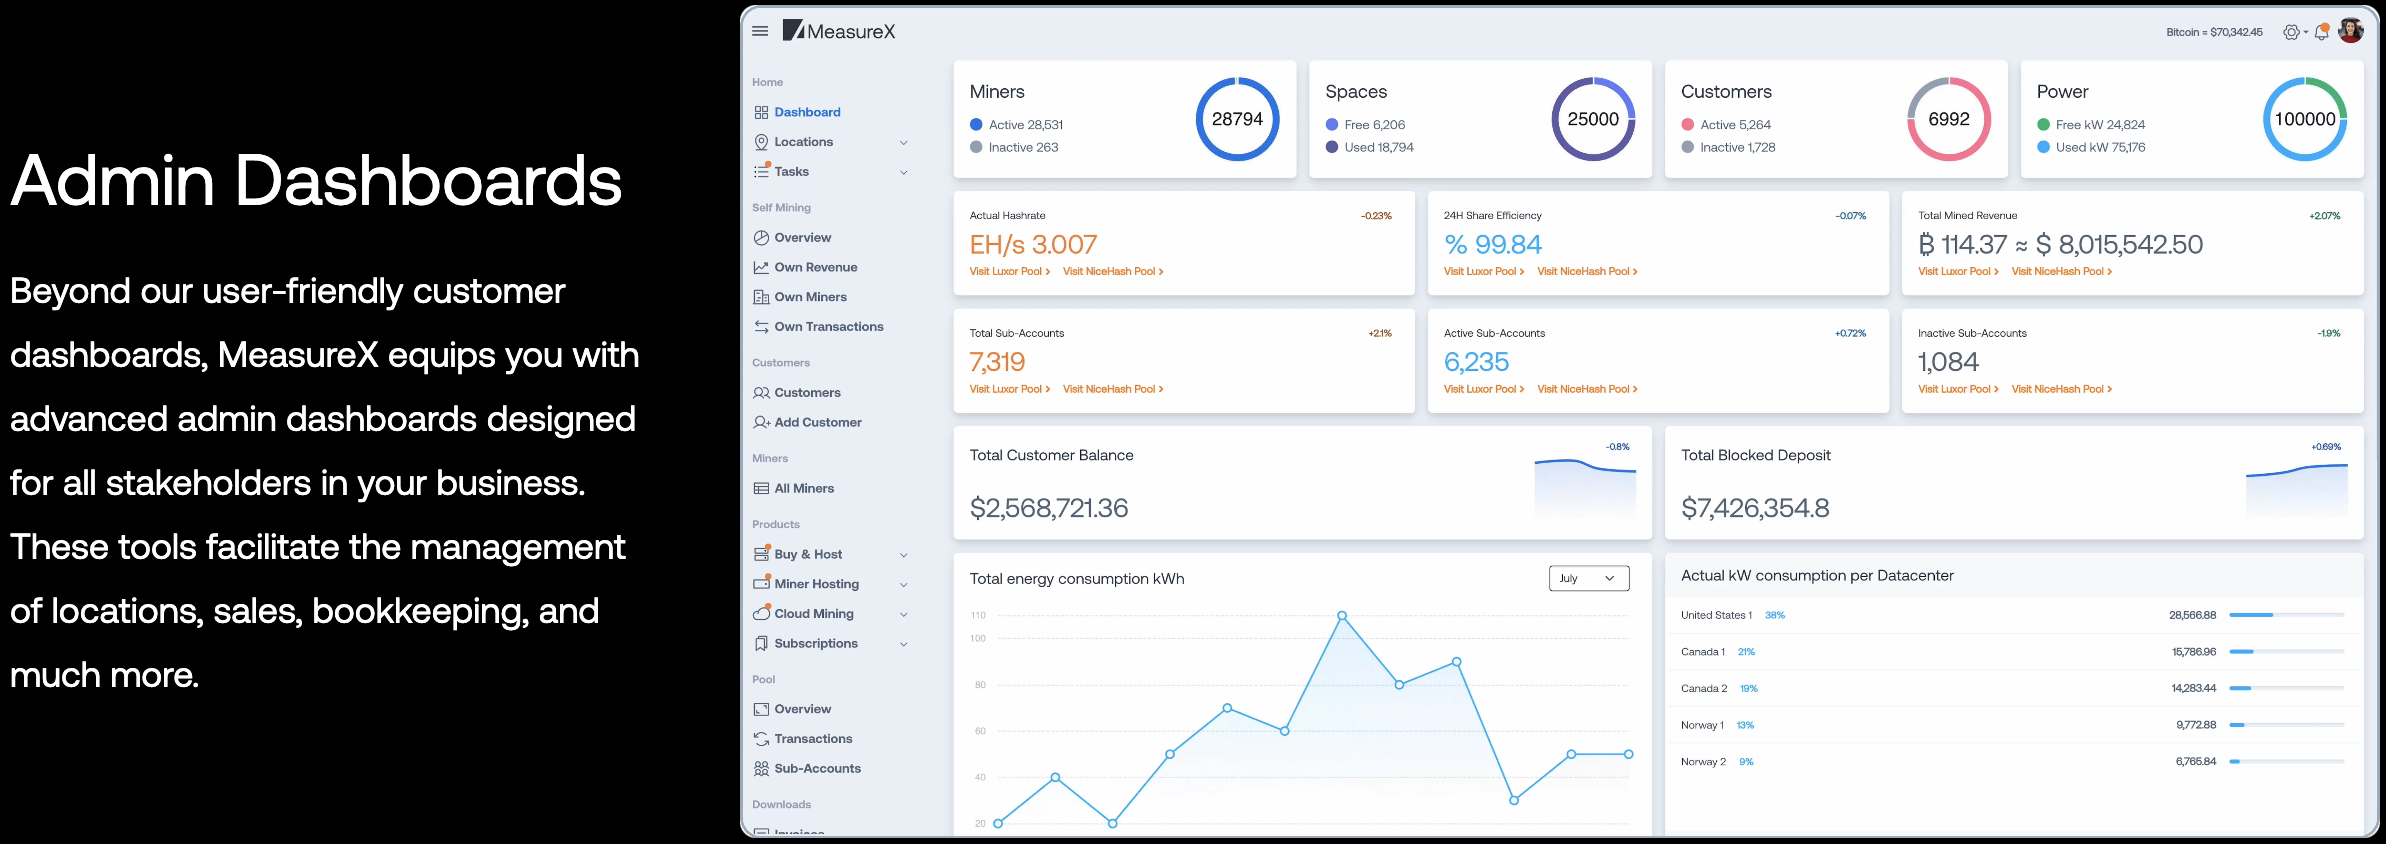 Admin Dashboards
Beyond our user-friendly customer
dashboards, MeasureX equips you with
advanced admin dashboards designed
for all stakeholders in your business.
These tools facilitate the management
of locations, sales, bookkeeping, and
much more.
MeasureX
Bitcoin = $70,342.45
Home
Dashboard
Locations
Tasks
Self Mining
Overview
Own Revenue
Own Miners
Own Transactions
Customers
Customers
Add Customer
Miners
All Miners
Products
Buy & Host
Miner Hosting
Cloud Mining
Subscriptions
Pool
Overview
Transactions
Sub-Accounts
Downloads
Invoices
Miners
Active 28,531
Inactive 263
28794
Spaces
Free 6,206
Used 18,794
25000
Customers
Active 5,264
Inactive 1,728
6992
Power
Free kW 24,824
Used kW 75,176
100000
Actual Hashrate -0.23%
EH/s 3.007
Visit Luxor Pool > Visit NiceHash Pool >
24H Share Efficiency -0.07%
% 99.84
Visit Luxor Pool > Visit NiceHash Pool >
Total Mined Revenue +2.07%
₿ 114.37 ≈ $ 8,015,542.50
Visit Luxor Pool > Visit NiceHash Pool >
Total Sub-Accounts +2.1%
7,319
Visit Luxor Pool > Visit NiceHash Pool >
Active Sub-Accounts +0.72%
6,235
Visit Luxor Pool > Visit NiceHash Pool >
Inactive Sub-Accounts -1.9%
1,084
Visit Luxor Pool > Visit NiceHash Pool >
Total Customer Balance -0.8%
$2,568,721.36
Total Blocked Deposit +0.69%
$7,426,354.8
Total energy consumption kWh July
110
100
80
60
40
20
Actual kW consumption per Datacenter
United States 1 38% 28,566.88
Canada 1 21% 15,786.96
Canada 2 19% 14,283.44
Norway 1 13% 9,772.88
Norway 2 9% 6,765.84